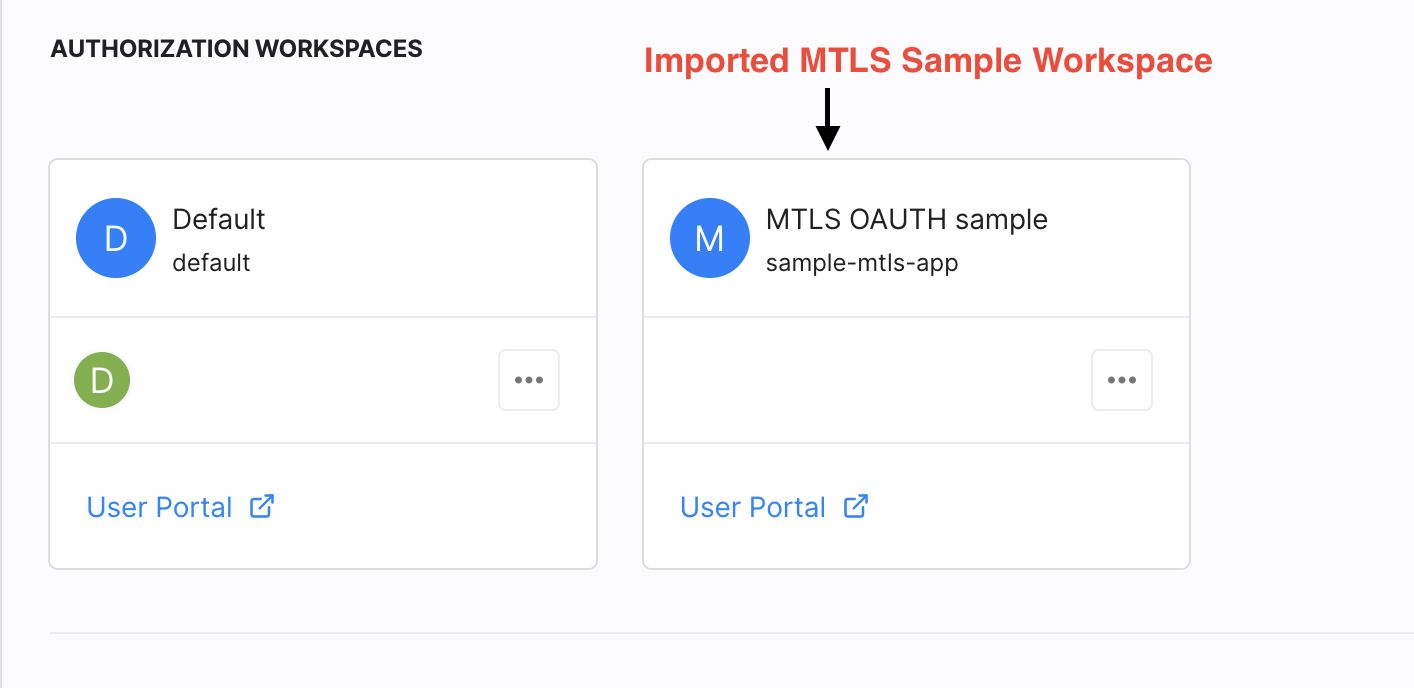 AUTHORIZATION WORKSPACES
Imported MTLS Sample Workspace
D
Default
default
D
User Portal
M
MTLS OAUTH sample
sample-mtls-app
User Portal